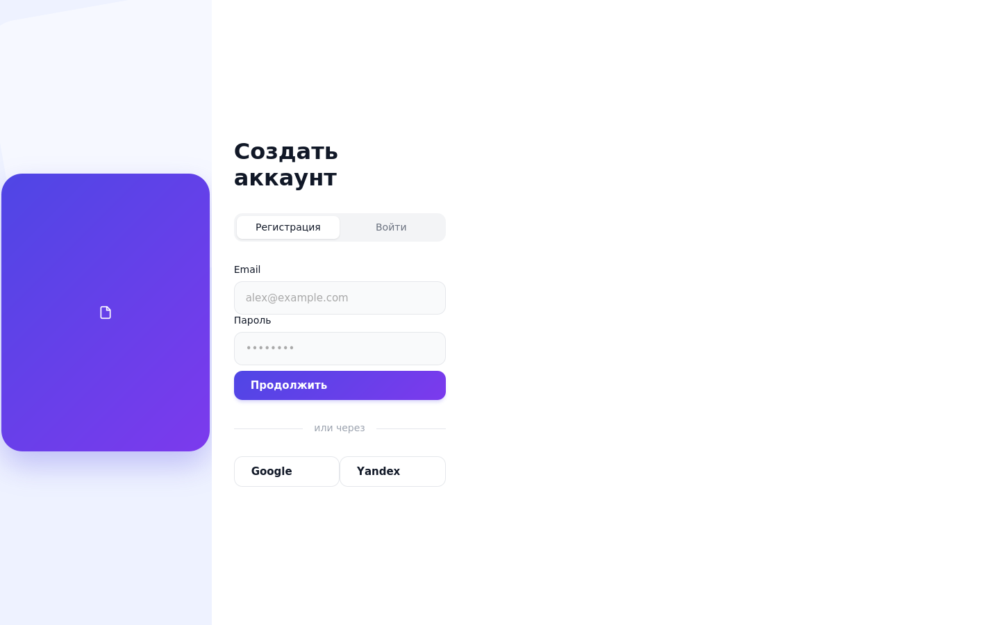 Создать
аккаунт
Регистрация
Войти
Email
alex@example.com
Пароль
••••••••
Продолжить
или через
Google
Yandex